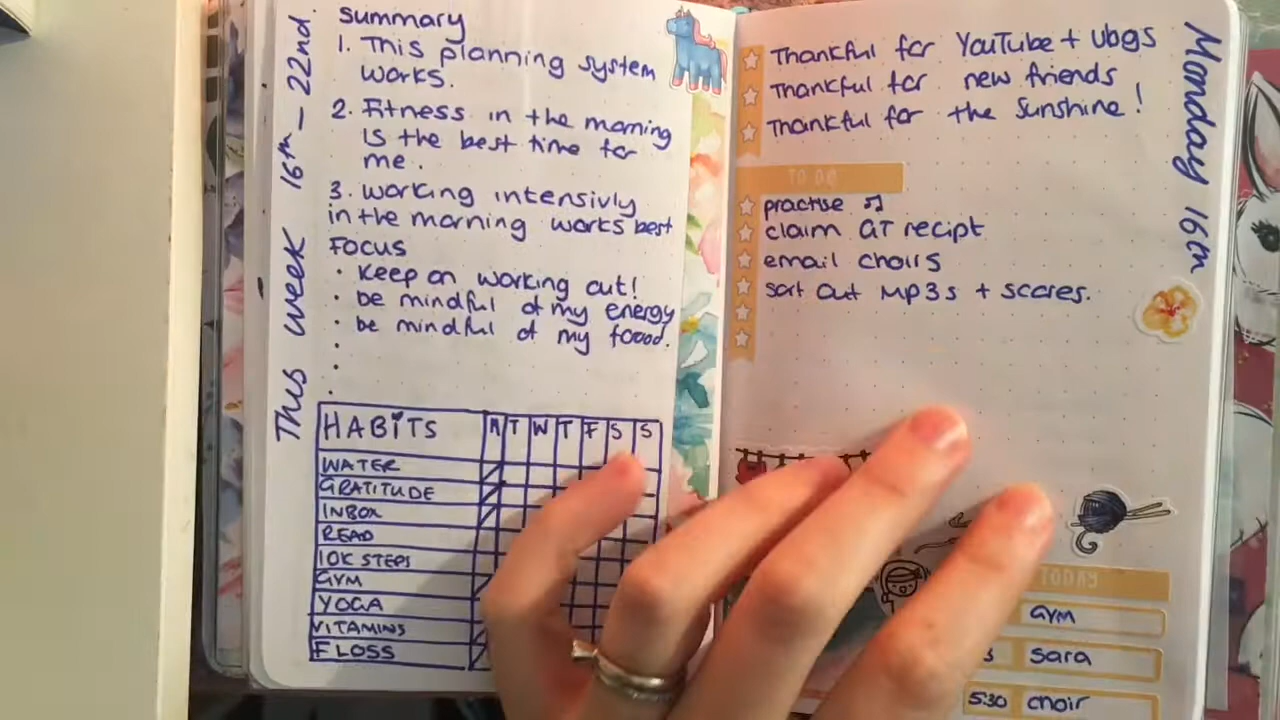 This week 16th - 22nd.
Summary
1. This planning system
works.
2. Fitness in the morning
Is the best time for
me.
3. working intensivly
in the morning works best
FOCUS
• Keep on working out!
• be mindful of my energy
• be mindful of my foood.
•
•
•
HABiTS M T W T F S S
WATER
GRATITUDE
INBOX
READ
10K STEPS
GYM
YOGA
VITAMINS
FLOSS
Monday 16th
Thankful for YouTube + ubgs
Thankful for new friends
Thankful for the sunshine!
TO DO
practise
claim GT recipt
email choirs
sort out MP3s + scores.
TODAY
GYM
sara
5:30 choir